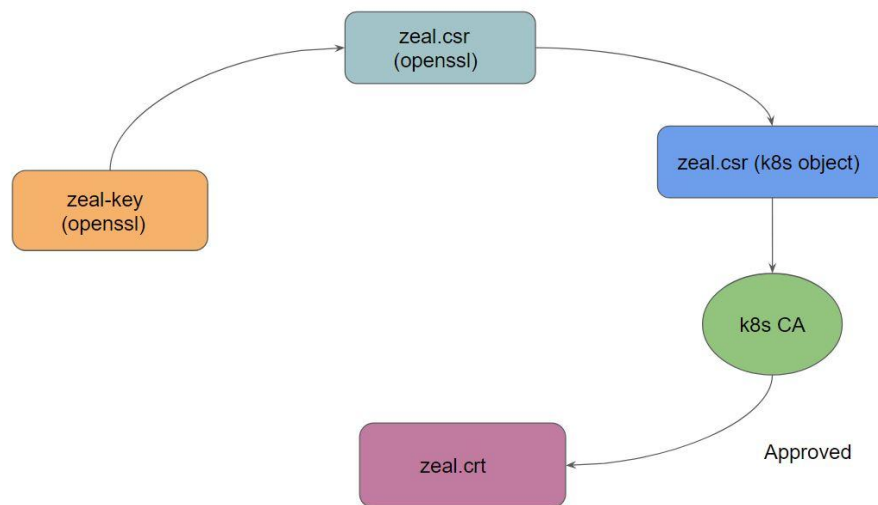 zeal.csr
(openssl)
zeal.csr (k8s object)
zeal-key
(openssl)
k8s CA
Approved
zeal.crt